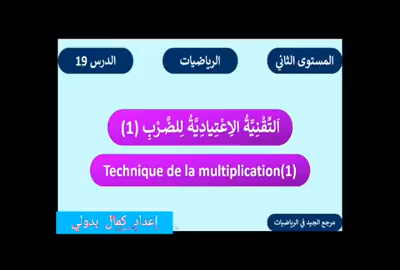 المستوى الثاني
الرياضيات
الدرس 19
اَلتِّقْنِيَّةُ الِاعْتِيَادِيَّةُ لِلضَّرْبِ (1)
Technique de la multiplication(1)
إعداد كمال بدولي
مرجع الجيد في الرياضيات